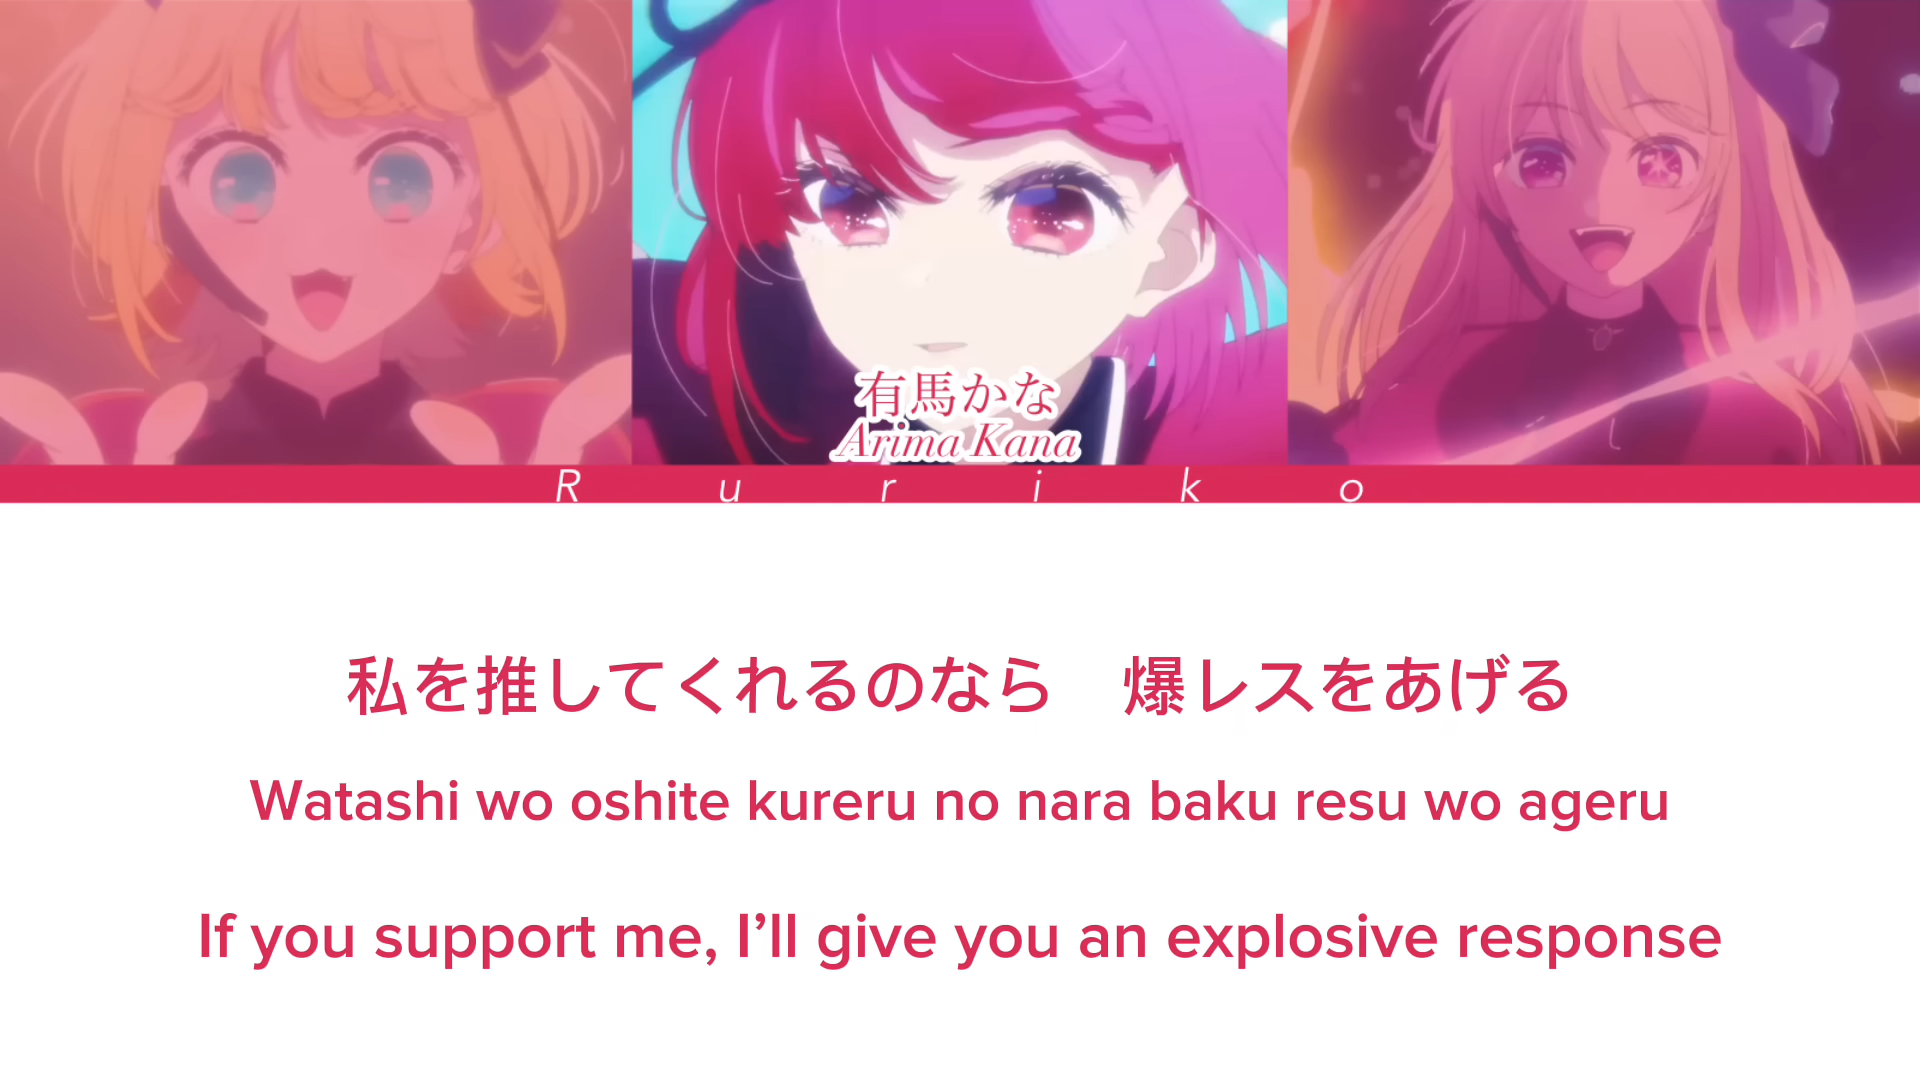 有馬かな
Arima Kana
Ruriko
私を推してくれるのなら　爆レスをあげる
Watashi wo oshite kureru no nara baku resu wo ageru
If you support me, I’ll give you an explosive response